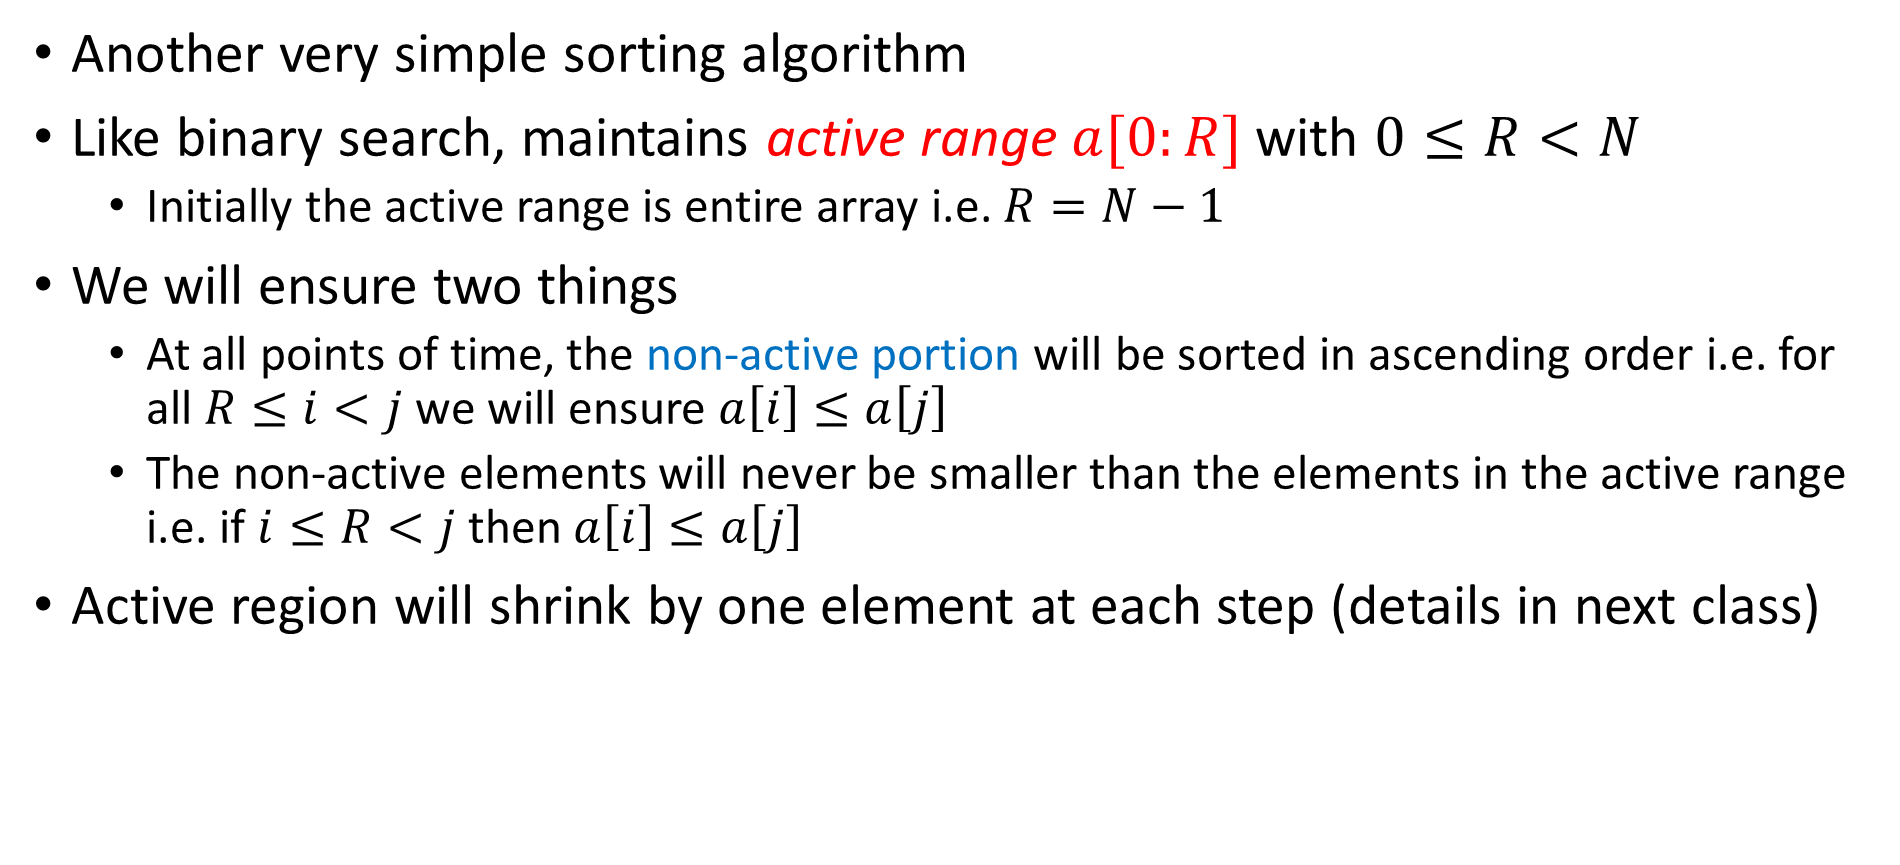 • Another very simple sorting algorithm
• Like binary search, maintains active range a[0: R] with 0 ≤ R < N
• Initially the active range is entire array i.e. R = N − 1
• We will ensure two things
• At all points of time, the non-active portion will be sorted in ascending order i.e. for
all R ≤ i < j we will ensure a[i] ≤ a[j]
• The non-active elements will never be smaller than the elements in the active range
i.e. if i ≤ R < j then a[i] ≤ a[j]
• Active region will shrink by one element at each step (details in next class)